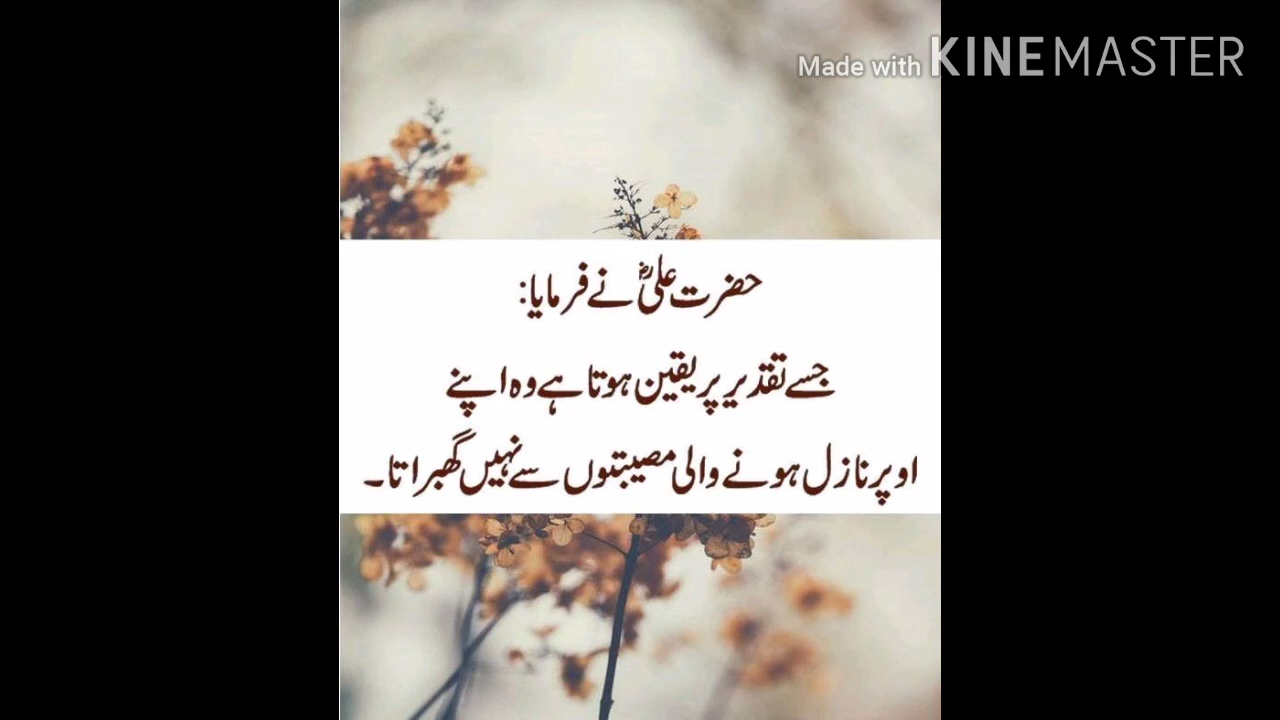 Made with KINEMASTER
حضرت علیؓ نے فرمایا:
جسے تقدیر پر یقین ہوتا ہے وہ اپنے
اوپر نازل ہونے والی مصیبتوں سے نہیں گھبراتا۔